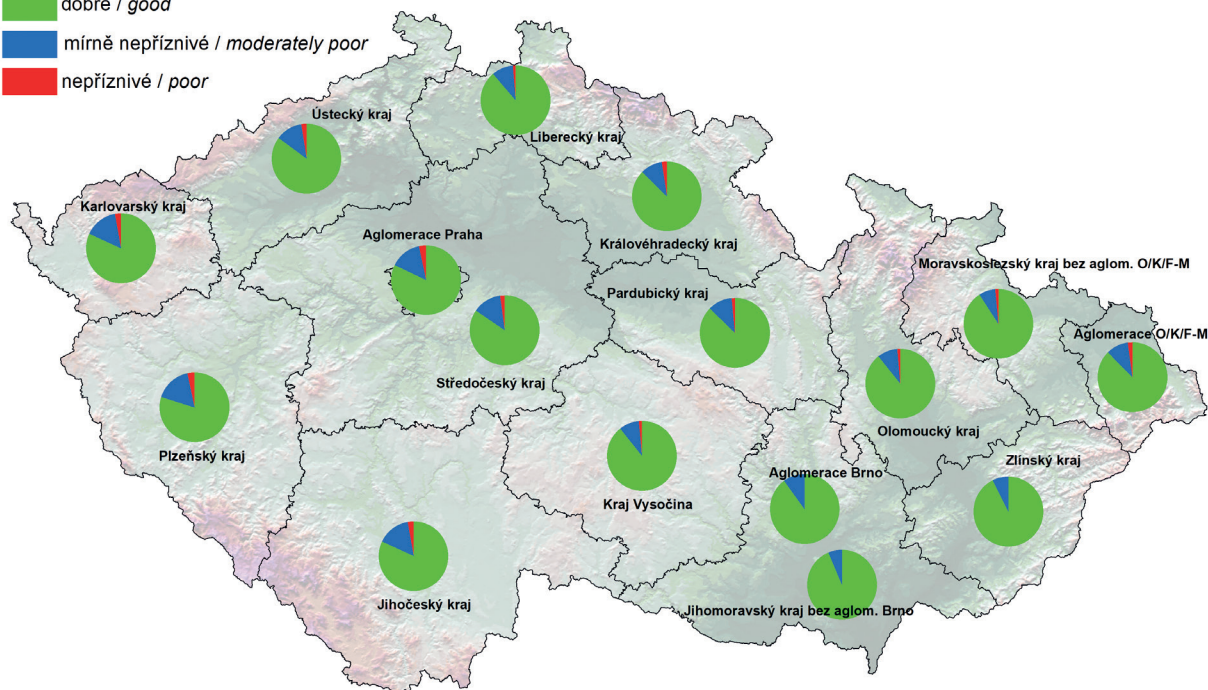 dobré / good
mírně nepříznivé / moderately poor
nepříznivé / poor
Ústecký kraj
Liberecký kraj
Karlovarský kraj
Aglomerace Praha
Královéhradecký kraj
Moravskoslezský kraj bez aglom. O/K/F-M
Pardubický kraj
Aglomerace O/K/F-M
Středočeský kraj
Olomoucký kraj
Plzeňský kraj
Zlínský kraj
Aglomerace Brno
Kraj Vysočina
Jihočeský kraj
Jihomoravský kraj bez aglom. Brno